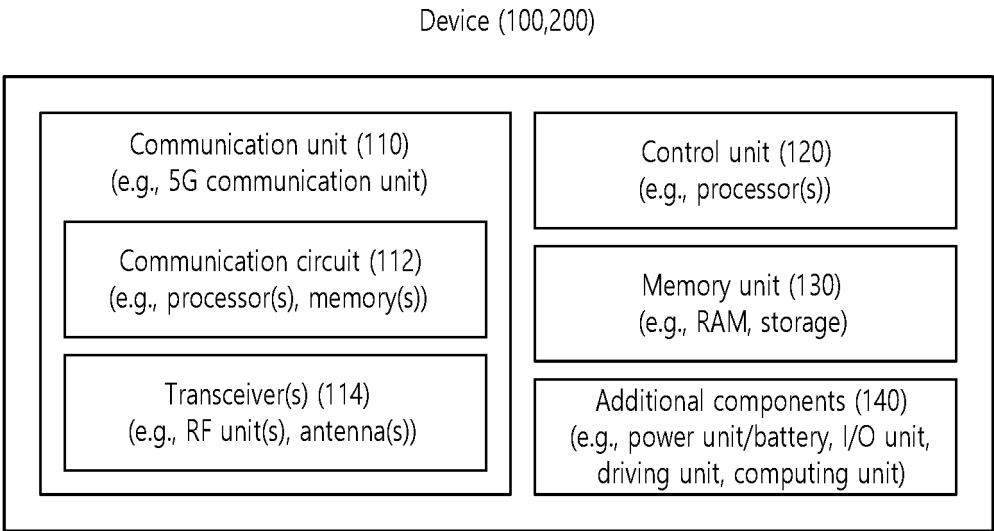 Device (100,200)
Communication unit (110)
(e.g., 5G communication unit)
Communication circuit (112)
(e.g., processor(s), memory(s))
Transceiver(s) (114)
(e.g., RF unit(s), antenna(s))
Control unit (120)
(e.g., processor(s))
Memory unit (130)
(e.g., RAM, storage)
Additional components (140)
(e.g., power unit/battery, I/O unit,
driving unit, computing unit)